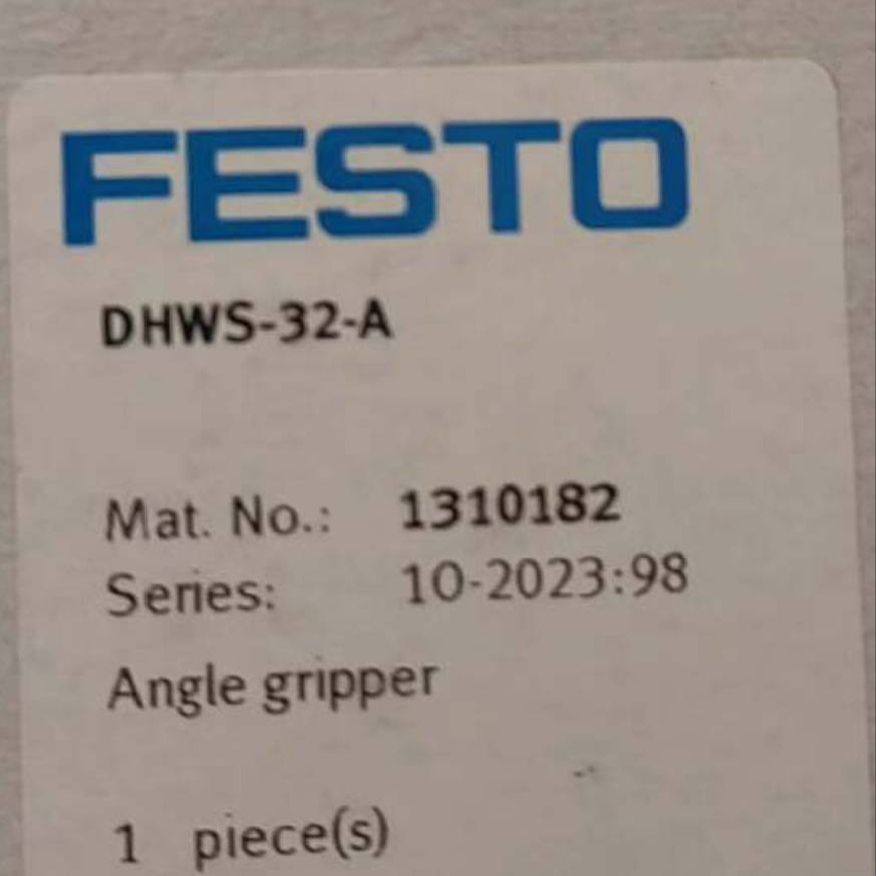 FESTO
DHWS-32-A
Mat. No.: 1310182
Series: 10-2023:98
Angle gripper
1 piece(s)